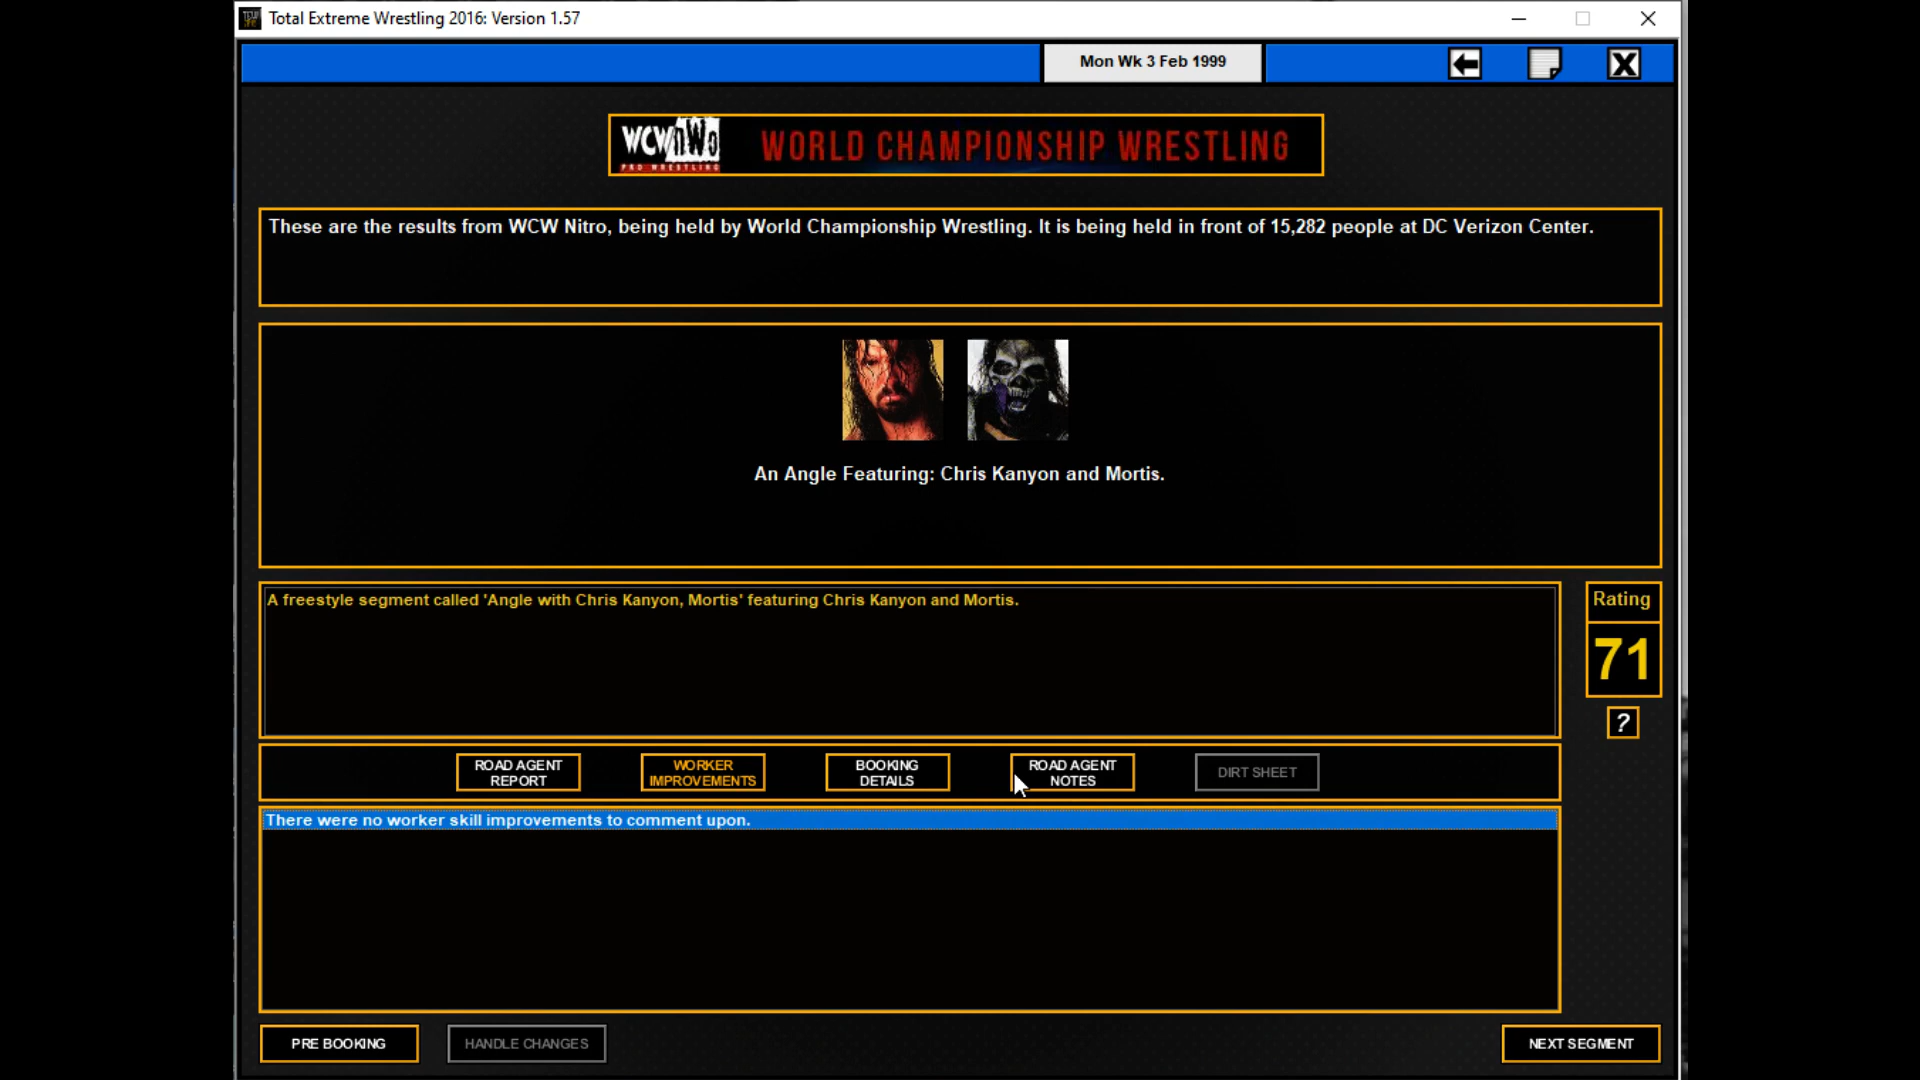 Total Extreme Wrestling 2016: Version 1.57
Mon Wk 3 Feb 1999
WCW nWo
PRO WRESTLING
WORLD CHAMPIONSHIP WRESTLING
These are the results from WCW Nitro, being held by World Championship Wrestling. It is being held in front of 15,282 people at DC Verizon Center.
An Angle Featuring: Chris Kanyon and Mortis.
A freestyle segment called 'Angle with Chris Kanyon, Mortis' featuring Chris Kanyon and Mortis.
Rating
71
?
ROAD AGENT
REPORT
WORKER
IMPROVEMENTS
BOOKING
DETAILS
ROAD AGENT
NOTES
DIRT SHEET
There were no worker skill improvements to comment upon.
PRE BOOKING
HANDLE CHANGES
NEXT SEGMENT